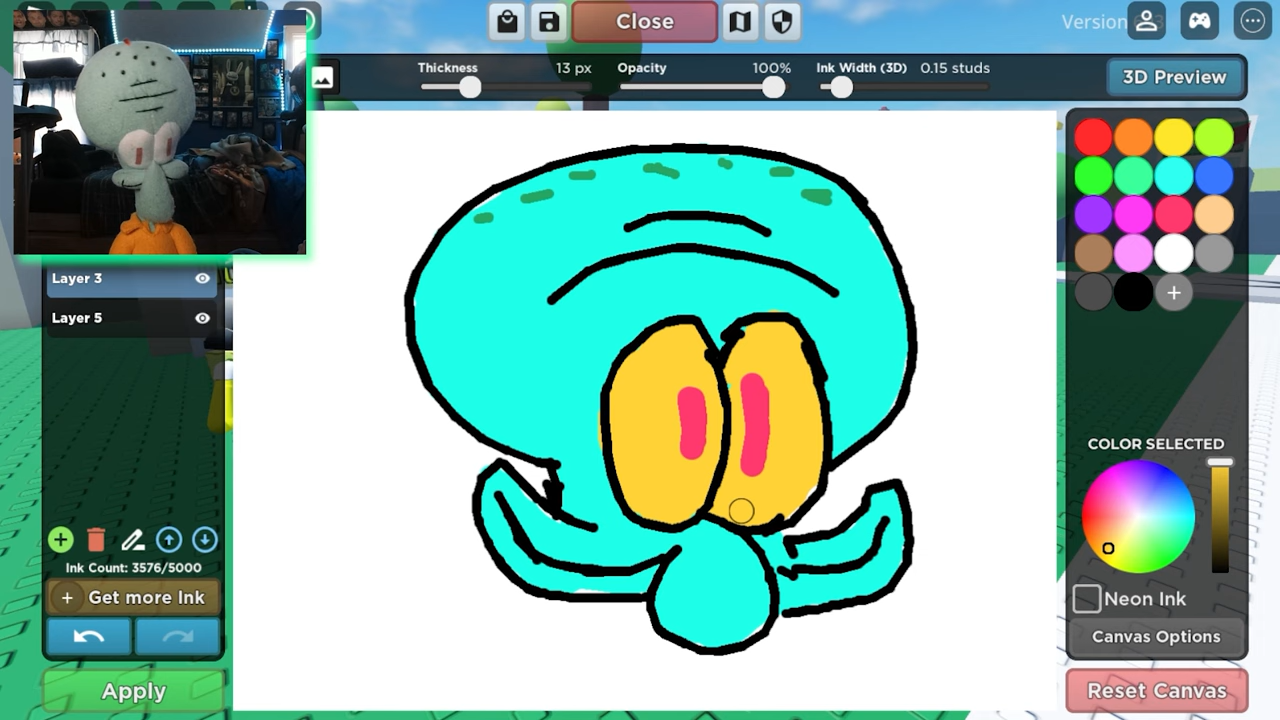 Close
Version
Thickness 13 px Opacity 100% Ink Width (3D) 0.15 studs
3D Preview
Layer 3
Layer 5
Ink Count: 3576/5000
+ Get more Ink
Apply
COLOR SELECTED
Neon Ink
Canvas Options
Reset Canvas